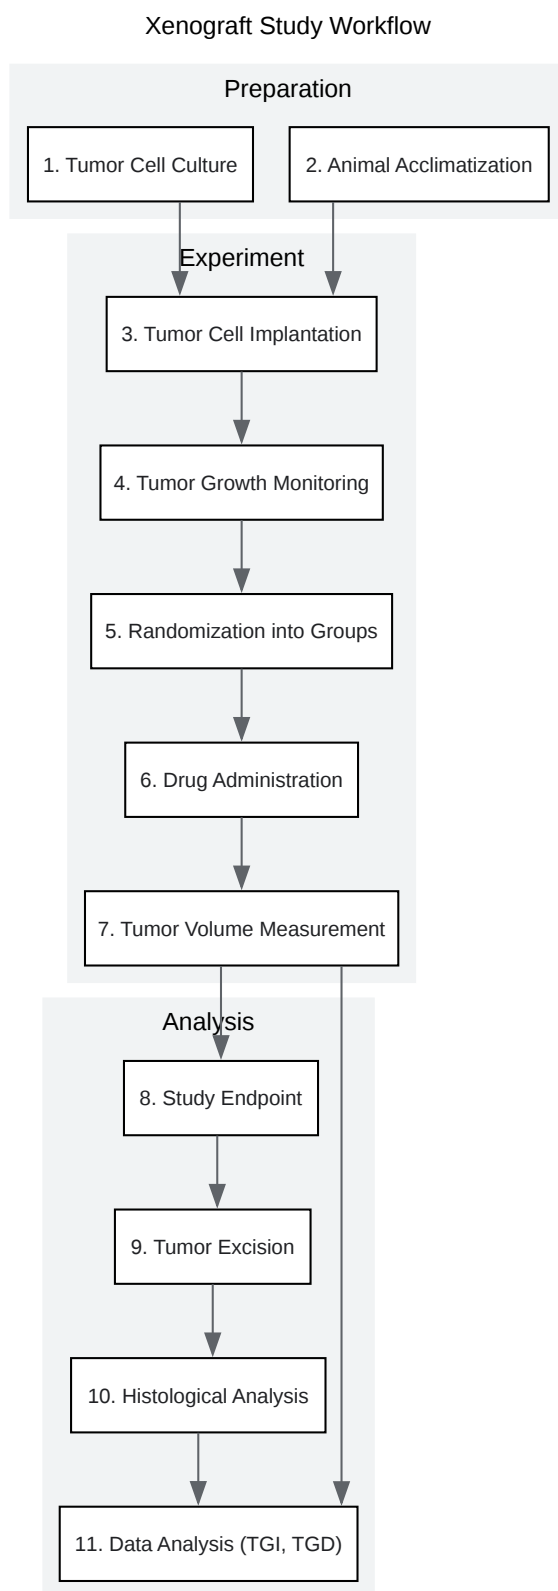 Xenograft Study Workflow
Preparation
1. Tumor Cell Culture
2. Animal Acclimatization
Experiment
3. Tumor Cell Implantation
4. Tumor Growth Monitoring
5. Randomization into Groups
6. Drug Administration
7. Tumor Volume Measurement
Analysis
8. Study Endpoint
9. Tumor Excision
10. Histological Analysis
11. Data Analysis (TGI, TGD)